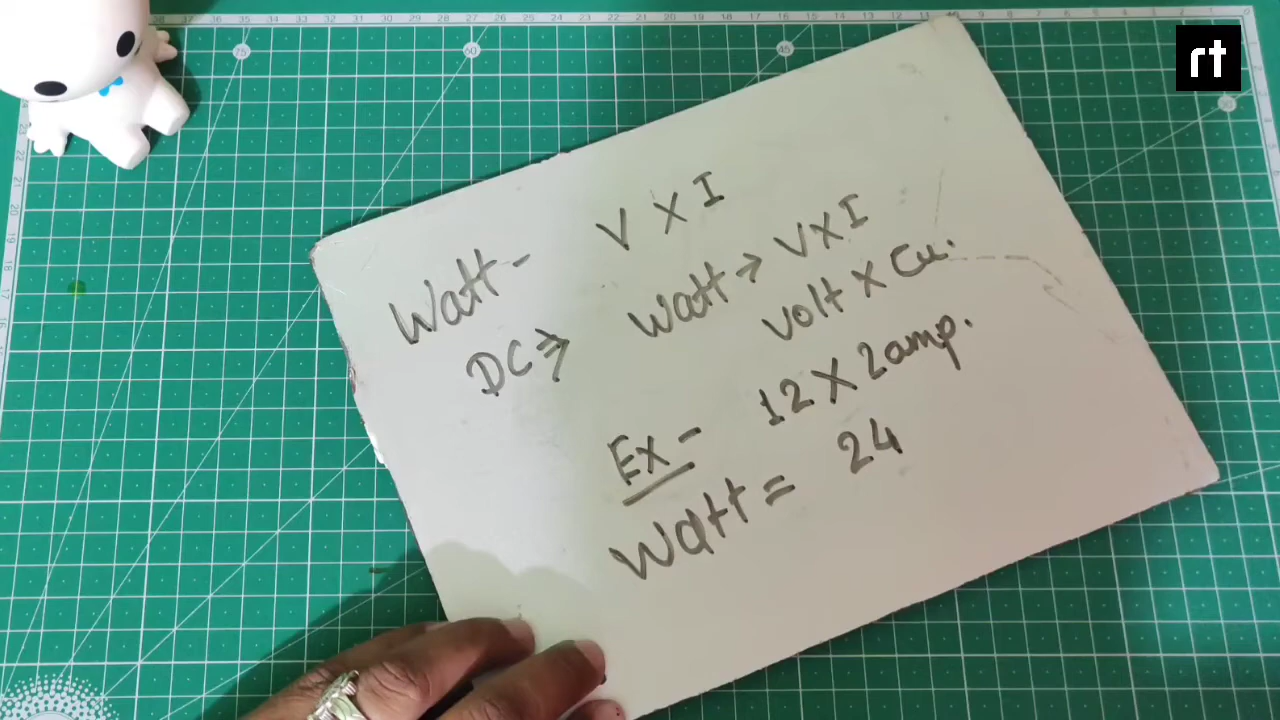 Watt - V X I
DC ⇒ Watt → V X I
Volt X Cu.
Ex - 12 X 2amp.
Watt = 24
rt